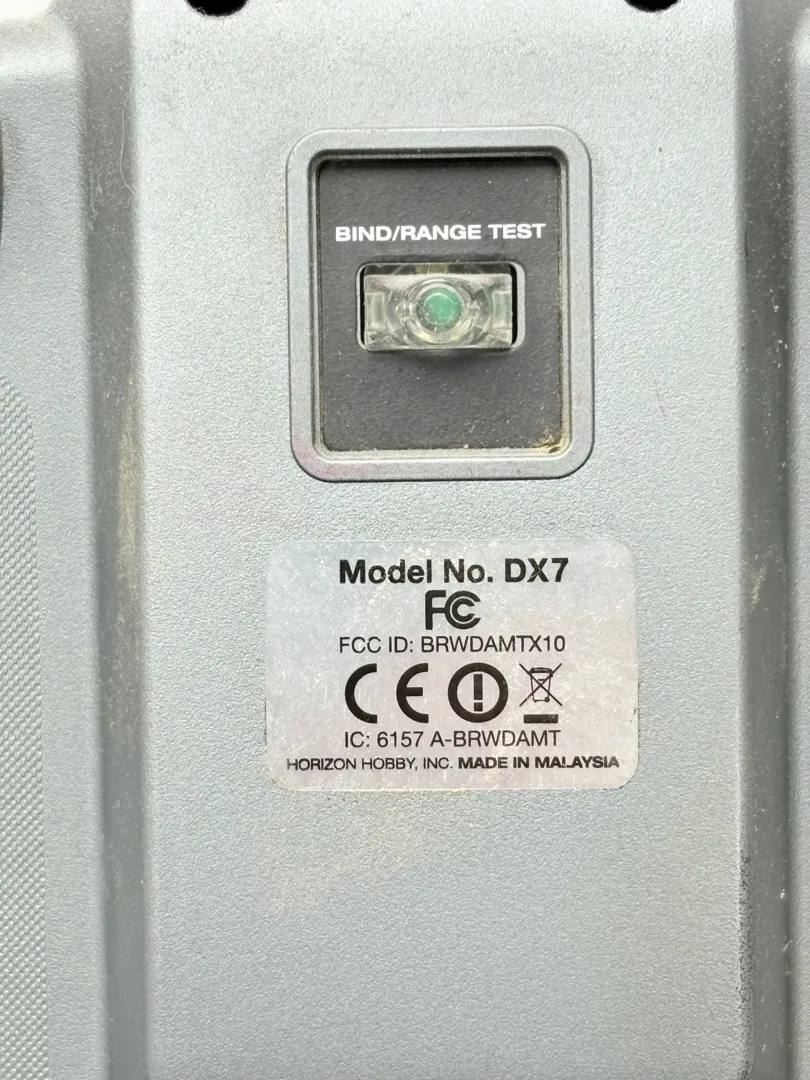 BIND/RANGE TEST
Model No. DX7
FC
FCC ID: BRWDAMTX10
CE
IC: 6157 A-BRWDAMT
HORIZON HOBBY, INC. MADE IN MALAYSIA